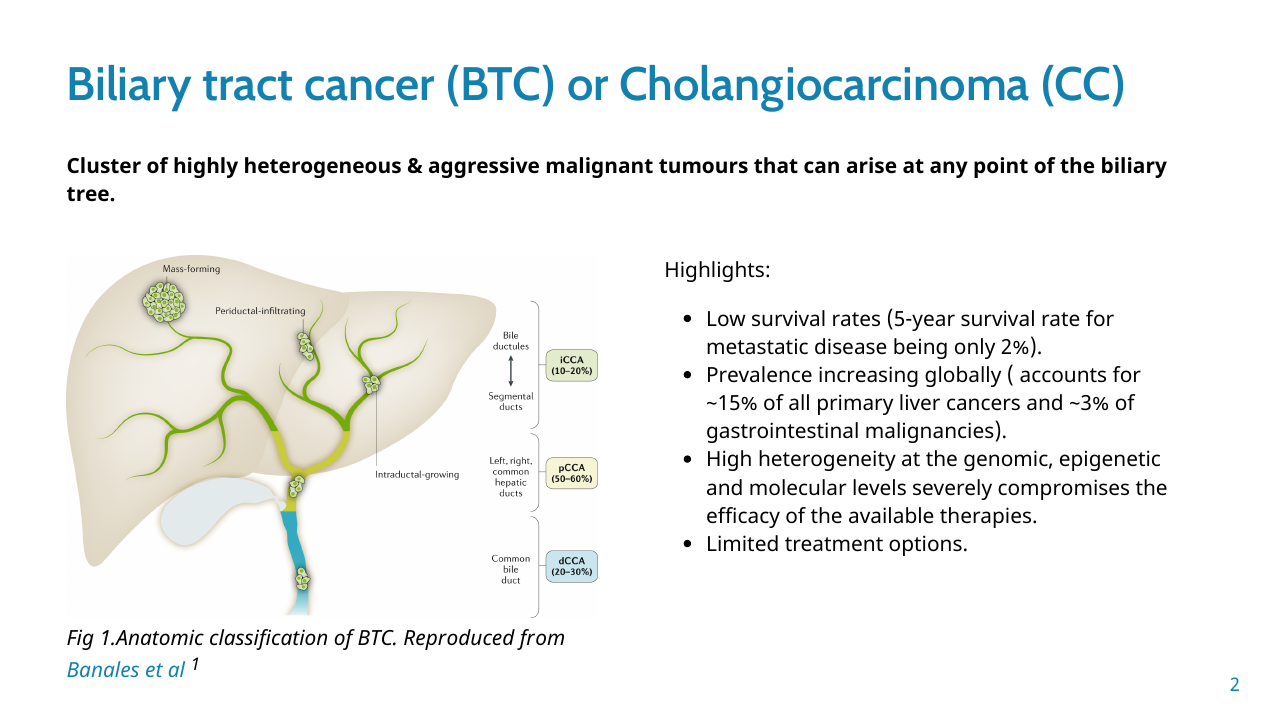 Biliary tract cancer (BTC) or Cholangiocarcinoma (CC)
Cluster of highly heterogeneous & aggressive malignant tumours that can arise at any point of the biliary
tree.
Mass-forming
Periductal-infiltrating
Intraductal-growing
Bile
ductules
Segmental
ducts
iCCA
(10–20%)
Left, right,
common
hepatic
ducts
pCCA
(50–60%)
Common
bile
duct
dCCA
(20–30%)
Fig 1.Anatomic classification of BTC. Reproduced from
Banales et al 1
Highlights:
• Low survival rates (5-year survival rate for
metastatic disease being only 2%).
• Prevalence increasing globally ( accounts for
~15% of all primary liver cancers and ~3% of
gastrointestinal malignancies).
• High heterogeneity at the genomic, epigenetic
and molecular levels severely compromises the
efficacy of the available therapies.
• Limited treatment options.
2